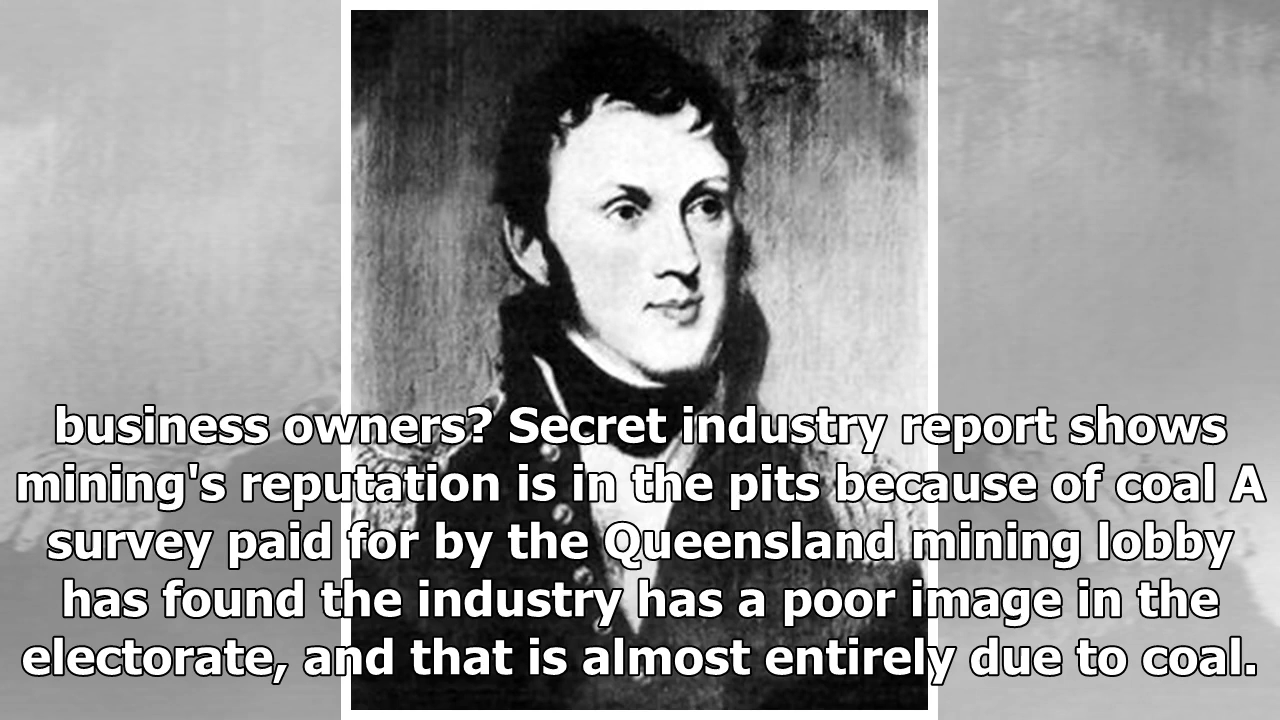 business owners? Secret industry report shows
mining's reputation is in the pits because of coal A
survey paid for by the Queensland mining lobby
has found the industry has a poor image in the
electorate, and that is almost entirely due to coal.